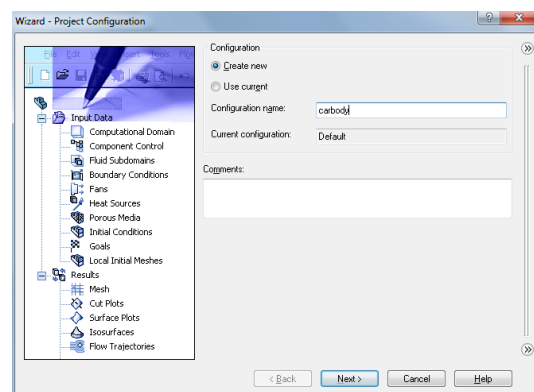 Wizard - Project Configuration
File Edit
Input Data
Computational Domain
Component Control
Fluid Subdomains
Boundary Conditions
Fans
Heat Sources
Porous Media
Initial Conditions
Goals
Local Initial Meshes
Results
Mesh
Cut Plots
Surface Plots
Isosurfaces
Flow Trajectories
Configuration
Create new
Use current
Configuration name:
carbody
Current configuration:
Default
Comments:
< Back
Next >
Cancel
Help